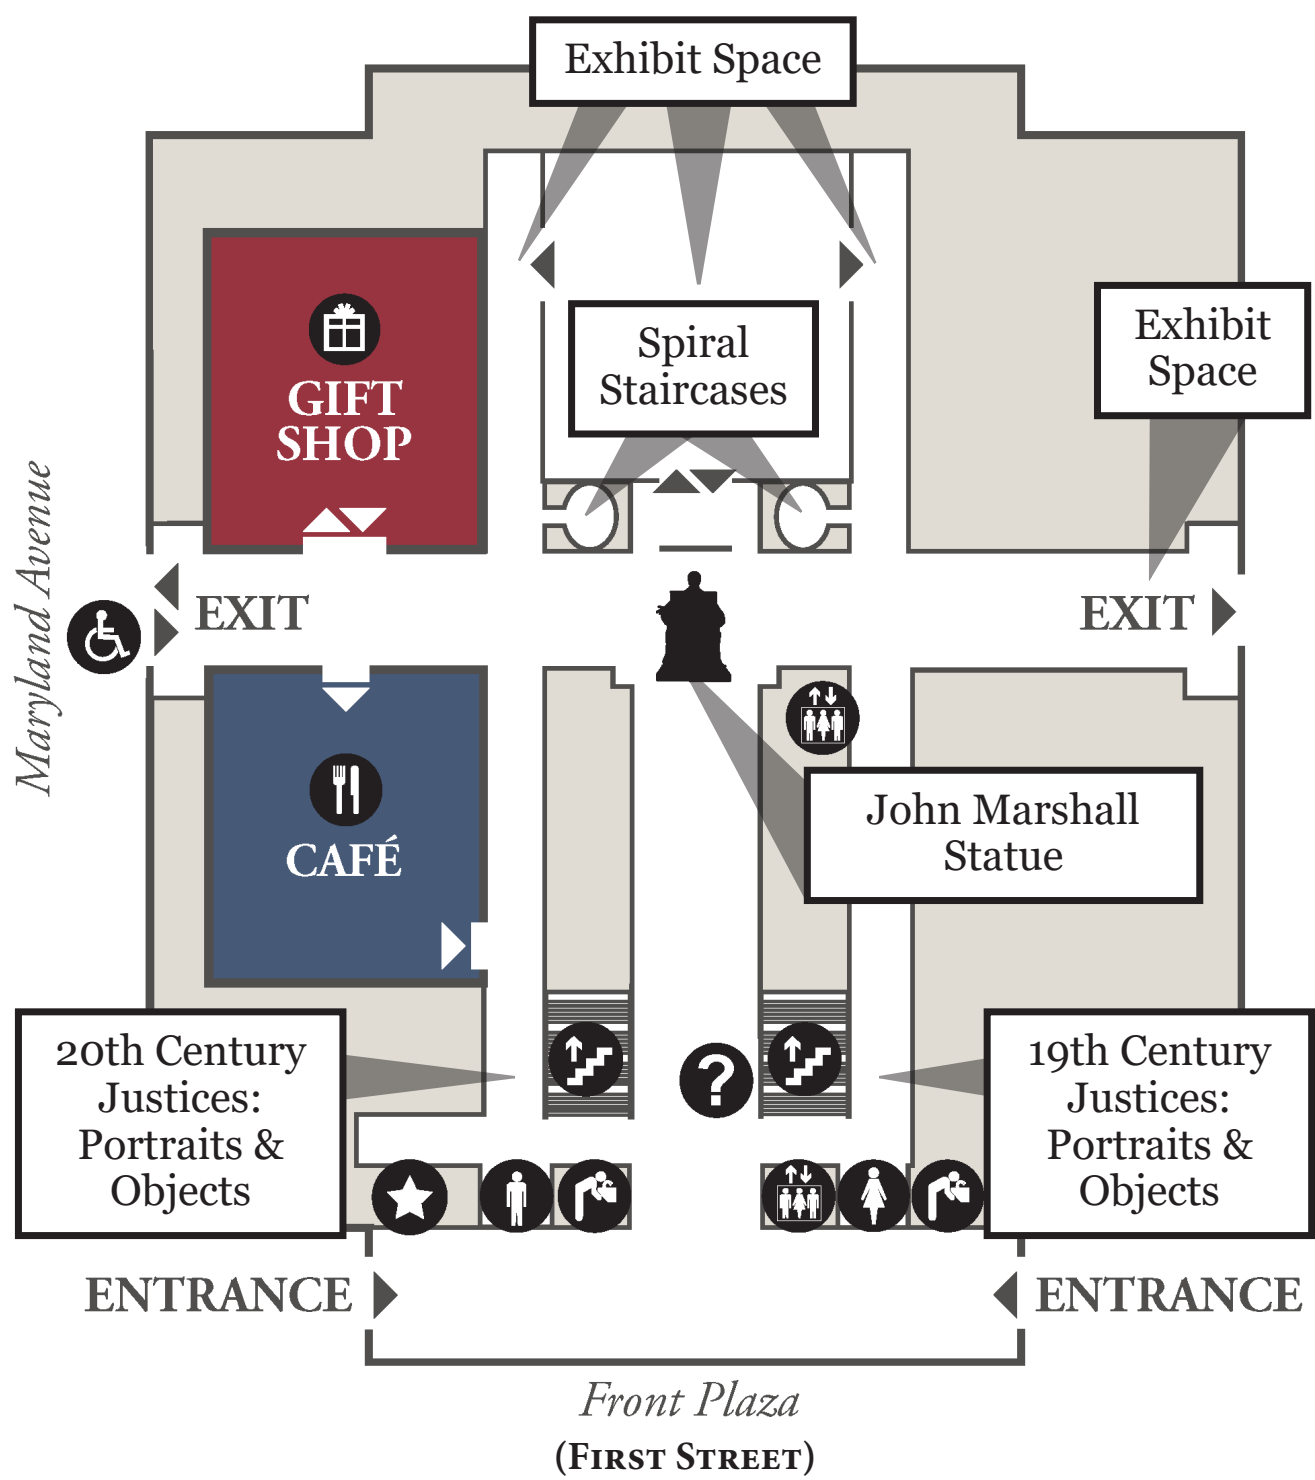 Exhibit Space
Exhibit
Space
Spiral
Staircases
GIFT
SHOP
Maryland Avenue
EXIT
EXIT
CAFÉ
John Marshall
Statue
20th Century
Justices:
Portraits &
Objects
?
19th Century
Justices:
Portraits &
Objects
ENTRANCE
ENTRANCE
Front Plaza
(FIRST STREET)